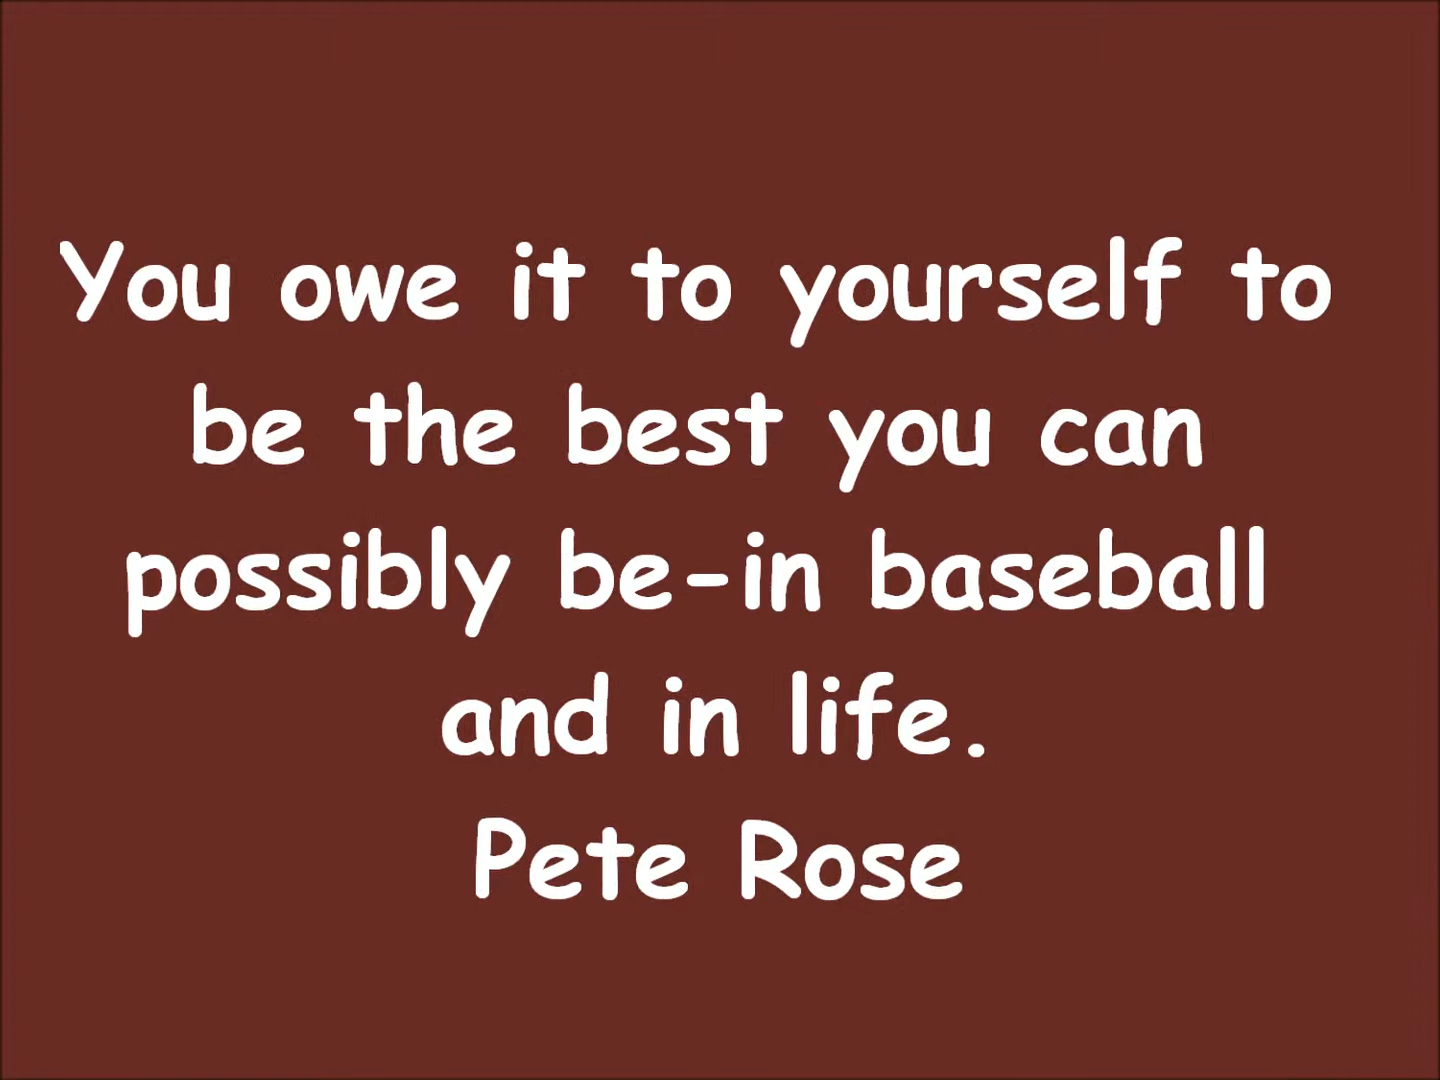 You owe it to yourself to
be the best you can
possibly be-in baseball
and in life.
Pete Rose